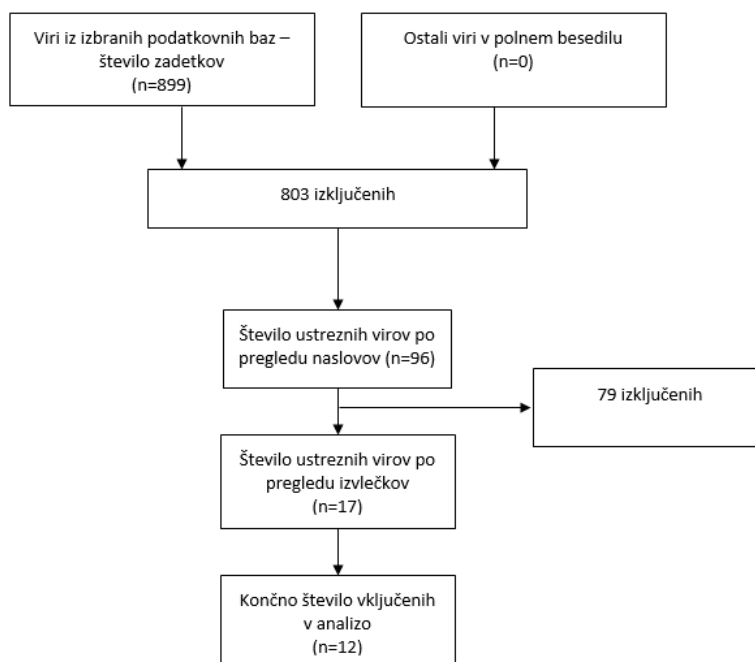 Viri iz izbranih podatkovnih baz –
število zadetkov
(n=899)
Ostali viri v polnem besedilu
(n=0)
803 izključenih
Število ustreznih virov po
pregledu naslovov (n=96)
79 izključenih
Število ustreznih virov po
pregledu izvlečkov
(n=17)
Končno število vključenih
v analizo
(n=12)